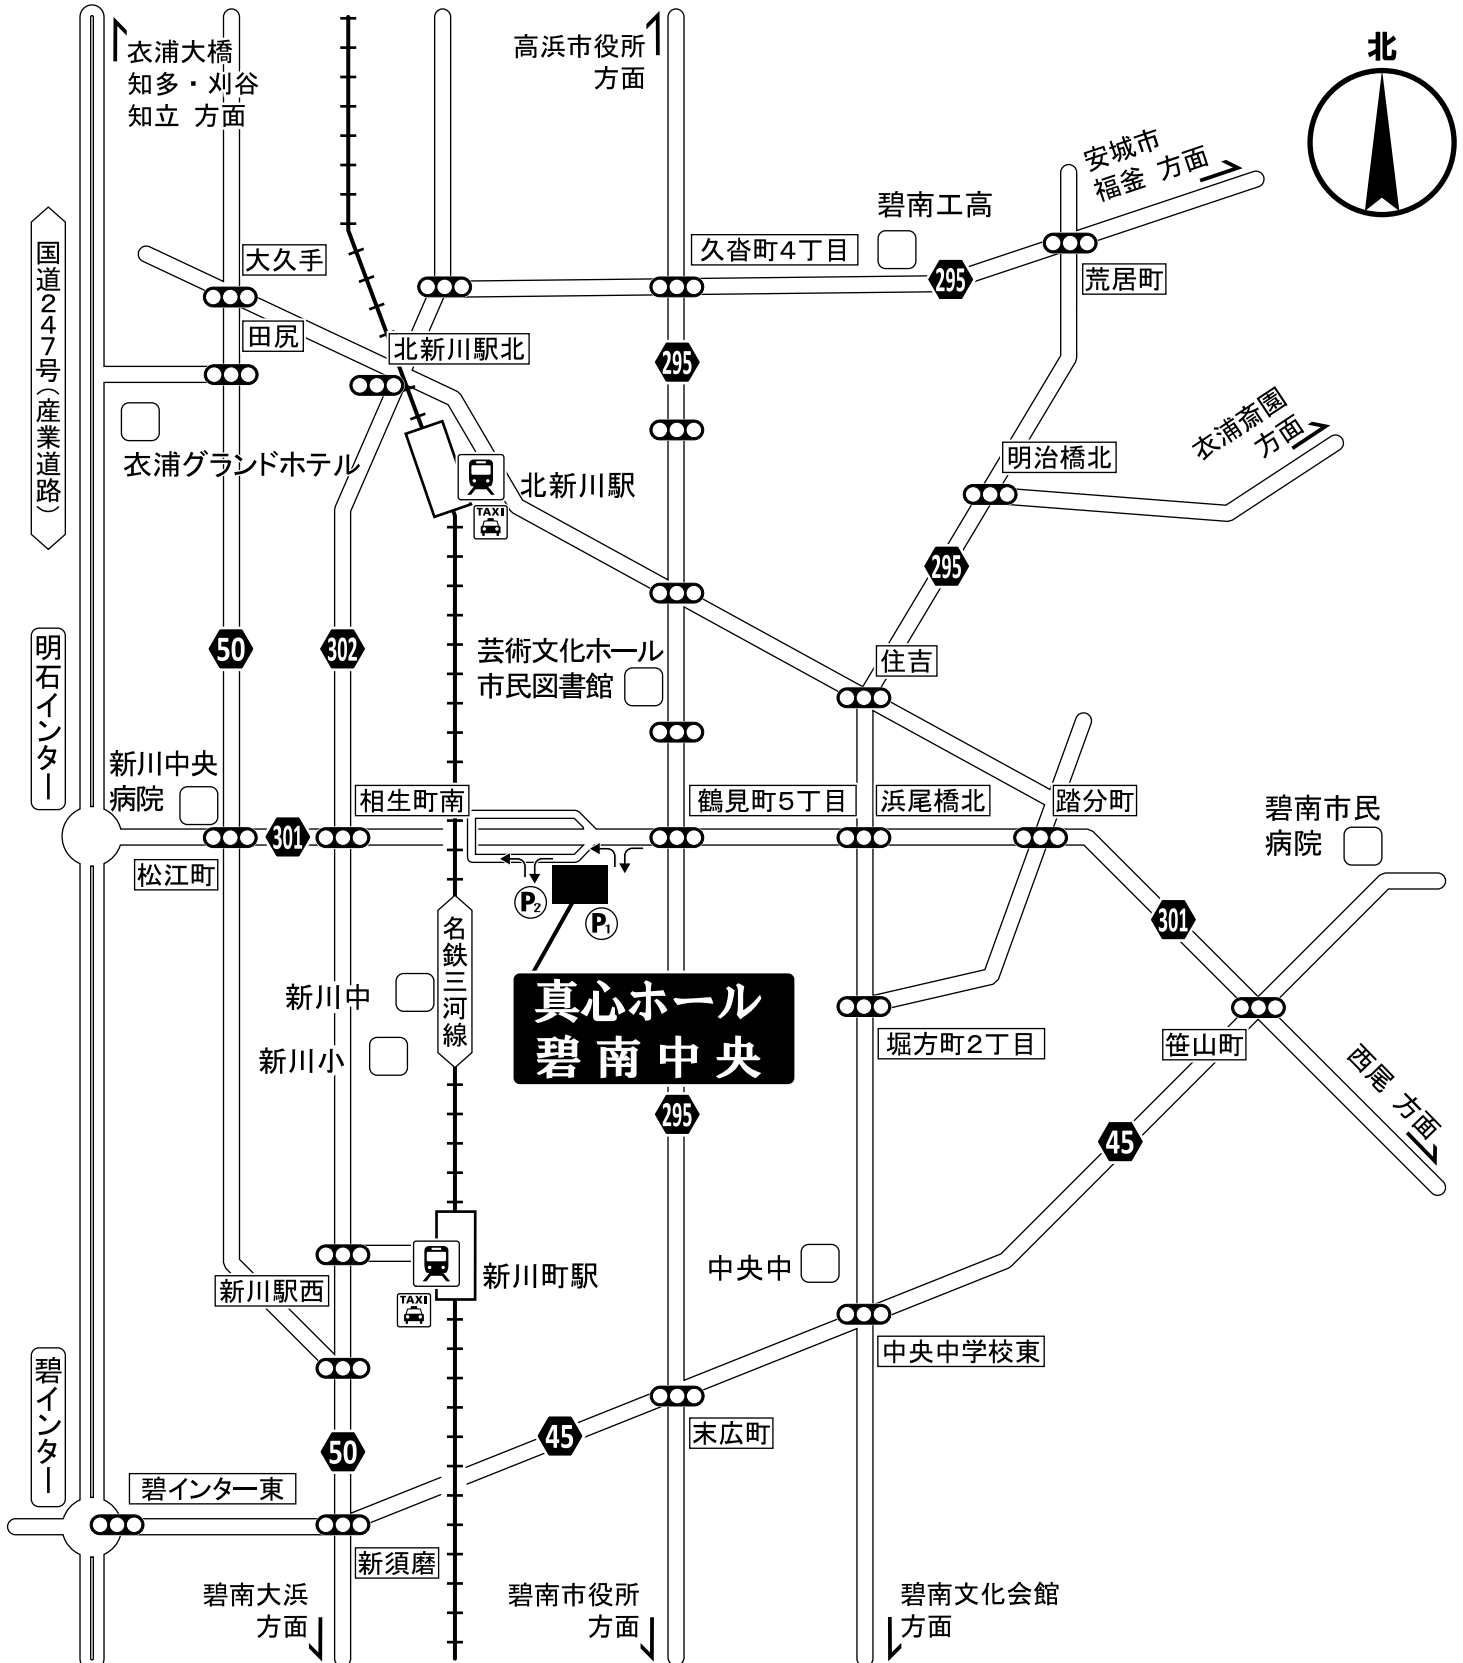 衣浦大橋
知多・刈谷
知立 方面
高浜市役所
方面
北
安城市
福釜 方面
碧南工高
久沓町4丁目
大久手
295
荒居町
田尻
北新川駅北
295
国道247号(産業道路)
衣浦グランドホテル
衣浦斎園
方面
明治橋北
北新川駅
TAXI
295
明石インター
50
302
芸術文化ホール
市民図書館
住吉
新川中央
病院
相生町南
鶴見町5丁目
浜尾橋北
踏分町
碧南市民
病院
301
松江町
P2
P1
301
名鉄三河線
新川中
真心ホール
碧南中央
新川小
堀方町2丁目
笹山町
西尾 方面
295
45
新川町駅
中央中
新川駅西
TAXI
中央中学校東
碧インター
45
末広町
50
碧インター東
新須磨
碧南大浜
方面
碧南市役所
方面
碧南文化会館
方面